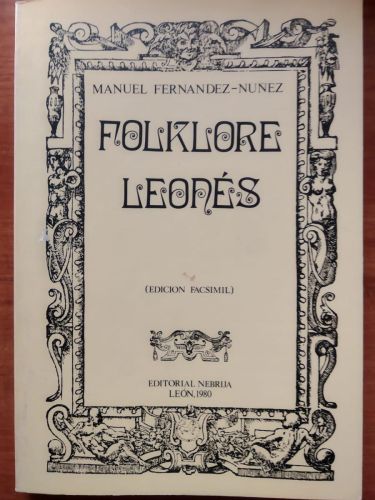 MANUEL FERNANDEZ-NUNEZ
FOLKLORE
LEONÉS
(EDICION FACSIMIL)
EDITORIAL NEBRIJA
LEÓN, 1980